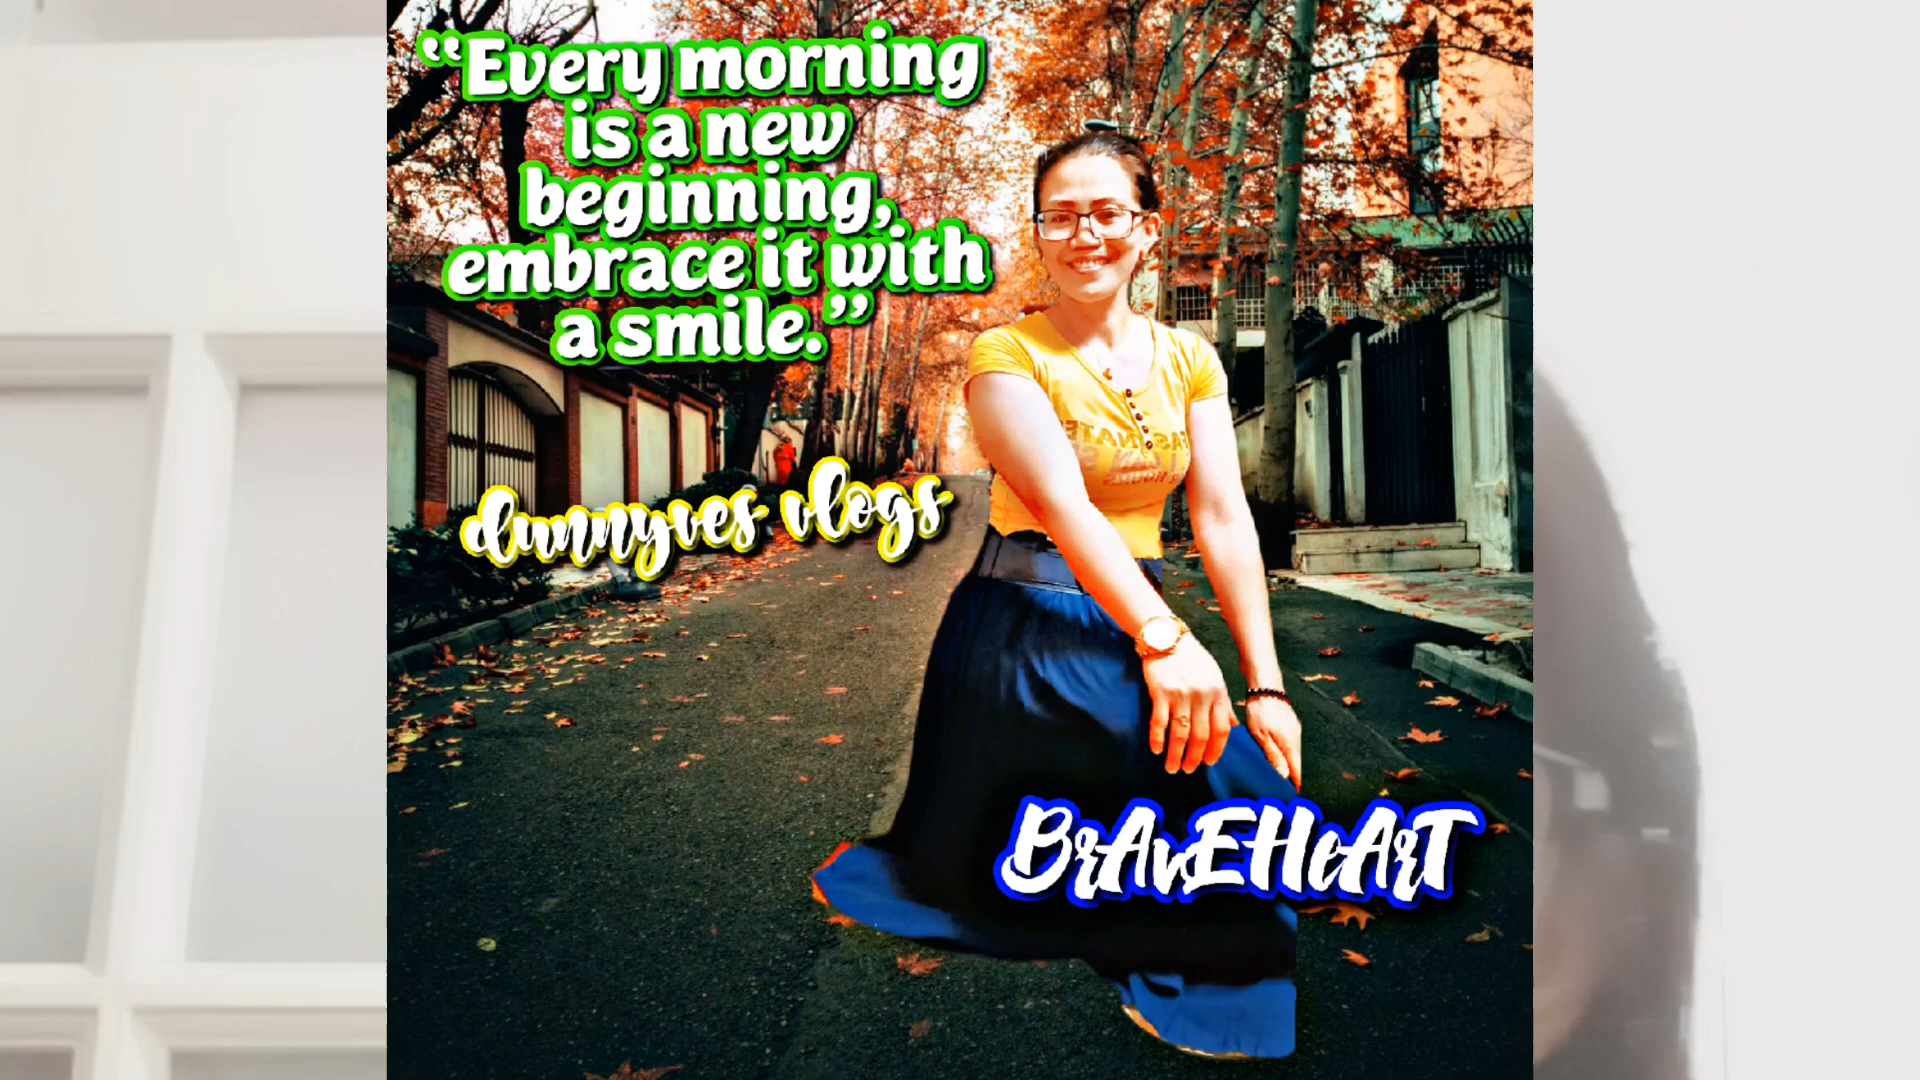 “Every morning
is a new
beginning,
embrace it with
a smile.”
dunnyves vlogs
BrAvEHeArT